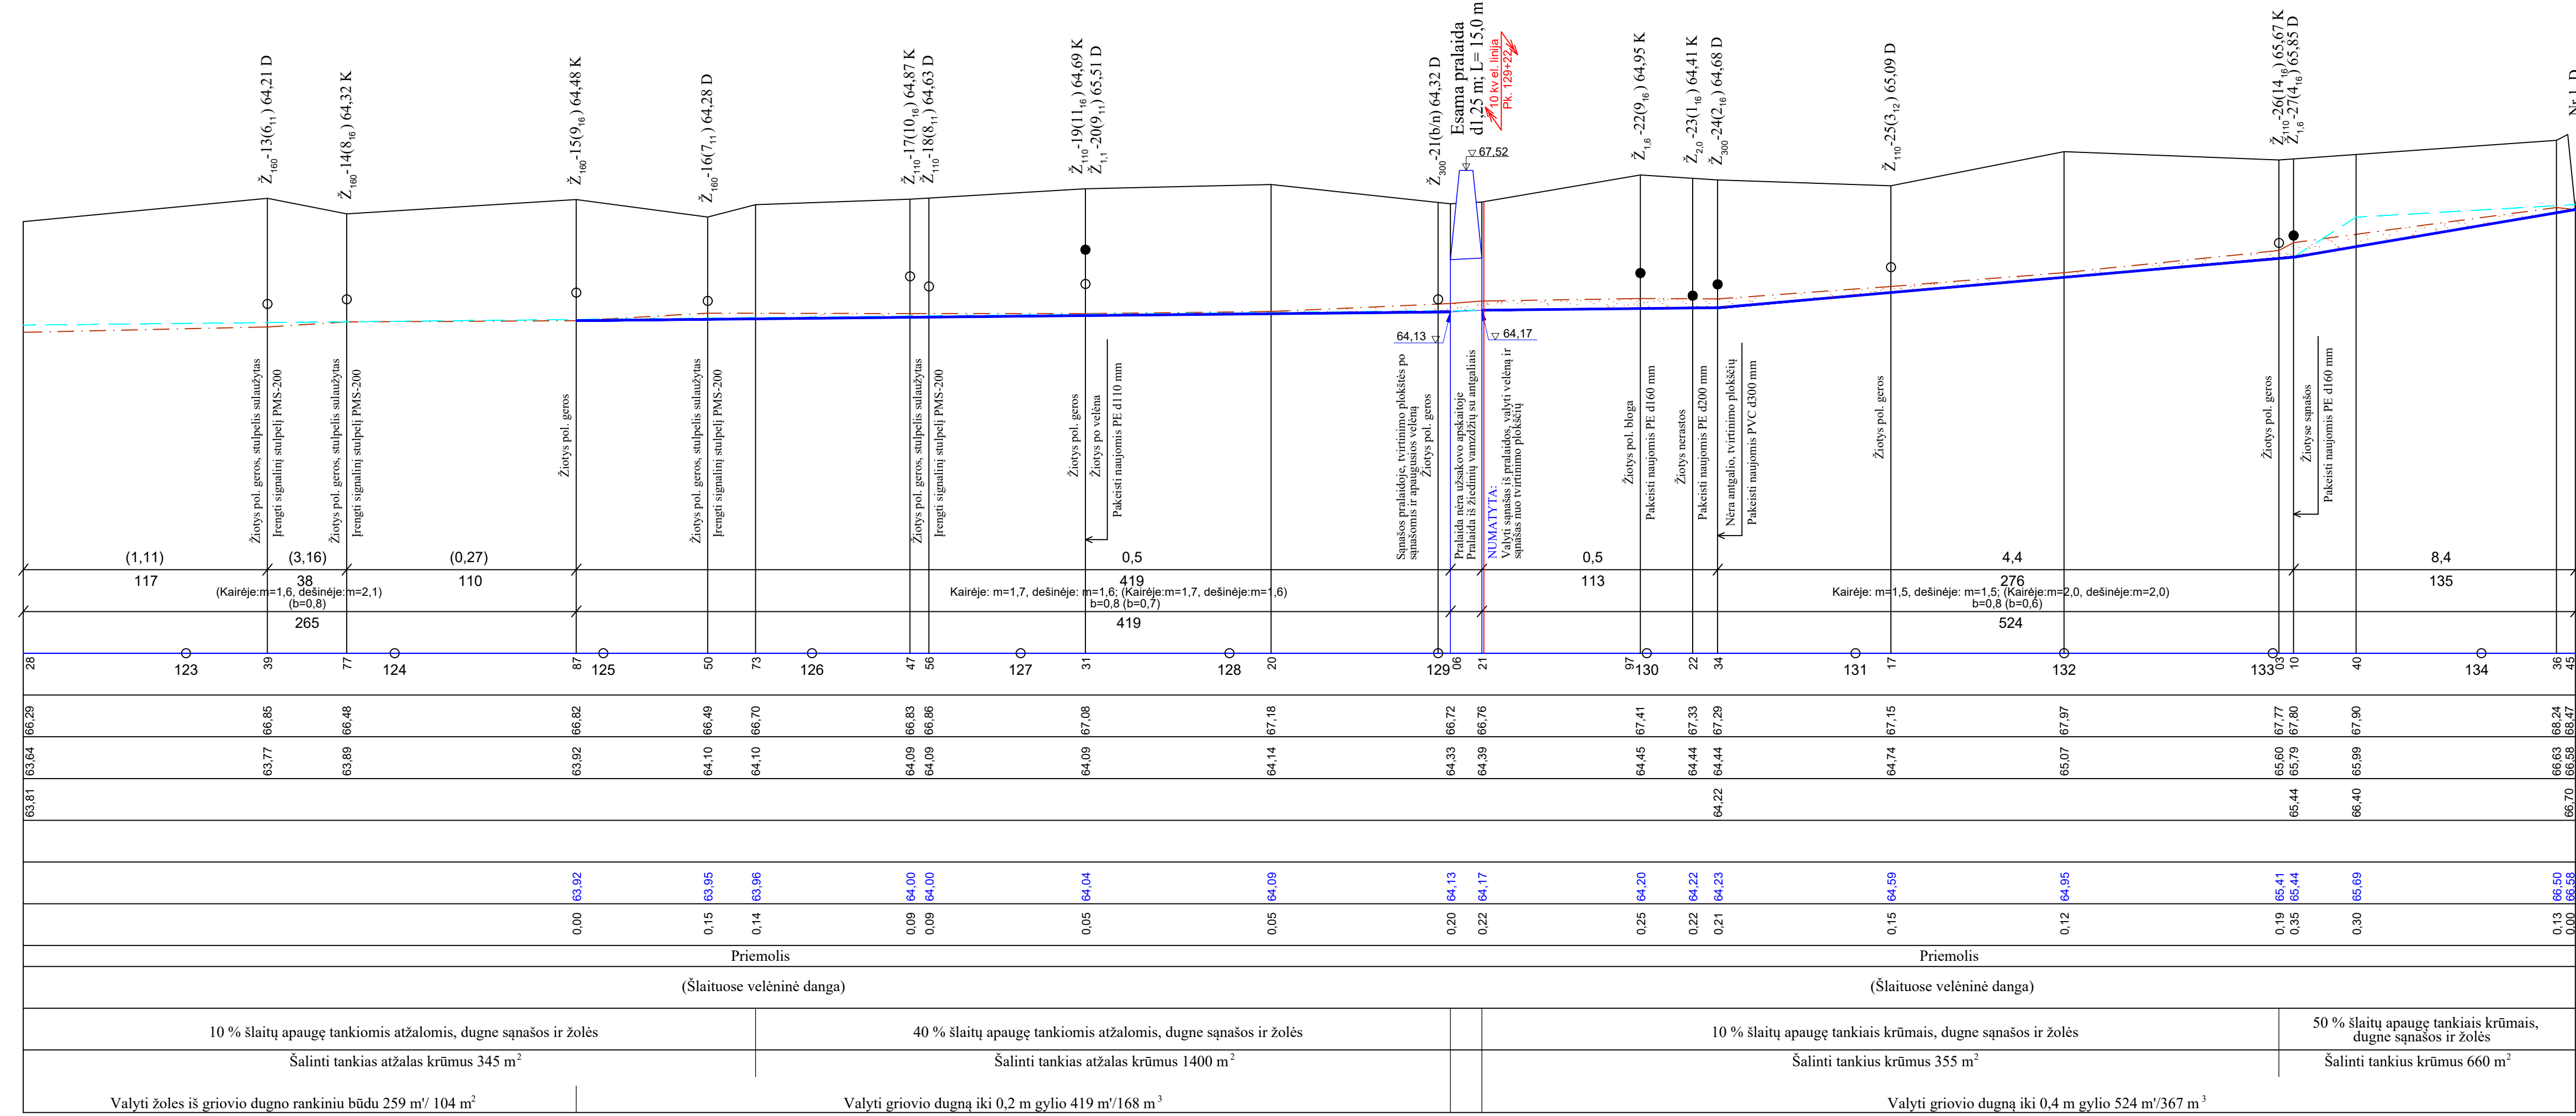 Ž160-13(6₁₁) 64,21 D
Ž160-14(8₁₆) 64,32 K
Ž160-15(9₁₆) 64,48 K
Ž160-16(7₁₁) 64,28 D
Ž110-17(10₁₆) 64,87 K
Ž110-18(8₁₁) 64,63 D
Ž110-19(11₁₆) 64,69 K
Ž1,1-20(9₁₁) 65,51 D
Ž300-21(b/n) 64,32 D
Esama pralaida
d1,25 m; L= 15,0 m
10 kv el. linija
Pk. 129+22
Ž1,6-22(9₁₆) 64,95 K
Ž2,0-23(1₁₆) 64,41 K
Ž300-24(2₁₆) 64,68 D
Ž110-25(3₁₂) 65,09 D
Ž110-26(14₁₆) 65,67 K
Ž1,6-27(4₁₆) 65,85 D
67,52
64,13
64,17
Žiotys pol. geros, stulpelis sulaužytas
Įrengti signalinį stulpelį PMS-200
Žiotys pol. geros, stulpelis sulaužytas
Įrengti signalinį stulpelį PMS-200
Žiotys pol. geros
Žiotys pol. geros, stulpelis sulaužytas
Įrengti signalinį stulpelį PMS-200
Žiotys pol. geros, stulpelis sulaužytas
Įrengti signalinį stulpelį PMS-200
Žiotys pol. geros
Žiotys po velėna
Pakeisti naujomis PE d110 mm
Sąnašos pralaidoje, tvirtinimo plokštės po
sąnašomis ir apaugusios velėną
Žiotys pol. geros
Pralaida nėra užsakovo apskaitoje
Pralaida iš žiedinių vamzdžių su antgaliais
NUMATYTA:
Valyti sąnašas iš pralaidos, valyti velėną ir
sąnašas nuo tvirtinimo plokščių
Žiotys pol. bloga
Pakeisti naujomis PE d160 mm
Žiotys nerastos
Pakeisti naujomis PE d200 mm
Nėra antgalio, tvirtinimo plokščių
Pakeisti naujomis PVC d300 mm
Žiotys pol. geros
Žiotys pol. geros
Žiotyse sąnašos
Pakeisti naujomis PE d160 mm
(1,11) (3,16) (0,27) 0,5 0,5 4,4 8,4
117 38 110 419 113 276 135
(Kairėje:m=1,6, dešinėje:m=2,1) Kairėje: m=1,7, dešinėje: m=1,6; (Kairėje:m=1,7, dešinėje:m=1,6) Kairėje: m=1,5, dešinėje: m=1,5; (Kairėje:m=2,0, dešinėje:m=2,0)
(b=0,8) b=0,8 (b=0,7) b=0,8 (b=0,6)
265 419 524
28 39 77 87 50 73 47 56 31 20 06 21 97 22 34 17 03 10 40 36 45
123 124 125 126 127 128 129 130 131 132 133 134
66,29 66,85 66,48 66,82 66,49 66,70 66,83 66,86 67,08 67,18 66,72 66,76 67,41 67,33 67,29 67,15 67,97 67,77 67,80 67,90 68,24 68,47
63,64 63,77 63,89 63,92 64,10 64,10 64,09 64,09 64,09 64,14 64,33 64,39 64,45 64,44 64,44 64,74 65,07 65,60 65,79 65,99 66,63 66,58
63,81 64,22 65,44 66,40 66,70
63,92 63,95 63,96 64,00 64,00 64,04 64,09 64,13 64,17 64,20 64,22 64,23 64,59 64,95 65,41 65,44 65,69 66,50 66,58
0,00 0,15 0,14 0,09 0,09 0,05 0,05 0,20 0,22 0,25 0,22 0,21 0,15 0,12 0,19 0,35 0,30 0,13 0,00
Priemolis Priemolis
(Šlaituose velėninė danga) (Šlaituose velėninė danga)
10 % šlaitų apaugę tankiomis atžalomis, dugne sąnašos ir žolės
40 % šlaitų apaugę tankiomis atžalomis, dugne sąnašos ir žolės
10 % šlaitų apaugę tankiais krūmais, dugne sąnašos ir žolės
50 % šlaitų apaugę tankiais krūmais,
dugne sąnašos ir žolės
Šalinti tankias atžalas krūmus 345 m²
Šalinti tankias atžalas krūmus 1400 m²
Šalinti tankius krūmus 355 m²
Šalinti tankius krūmus 660 m²
Valyti žoles iš griovio dugno rankiniu būdu 259 m'/ 104 m²
Valyti griovio dugną iki 0,2 m gylio 419 m'/168 m³
Valyti griovio dugną iki 0,4 m gylio 524 m'/367 m³